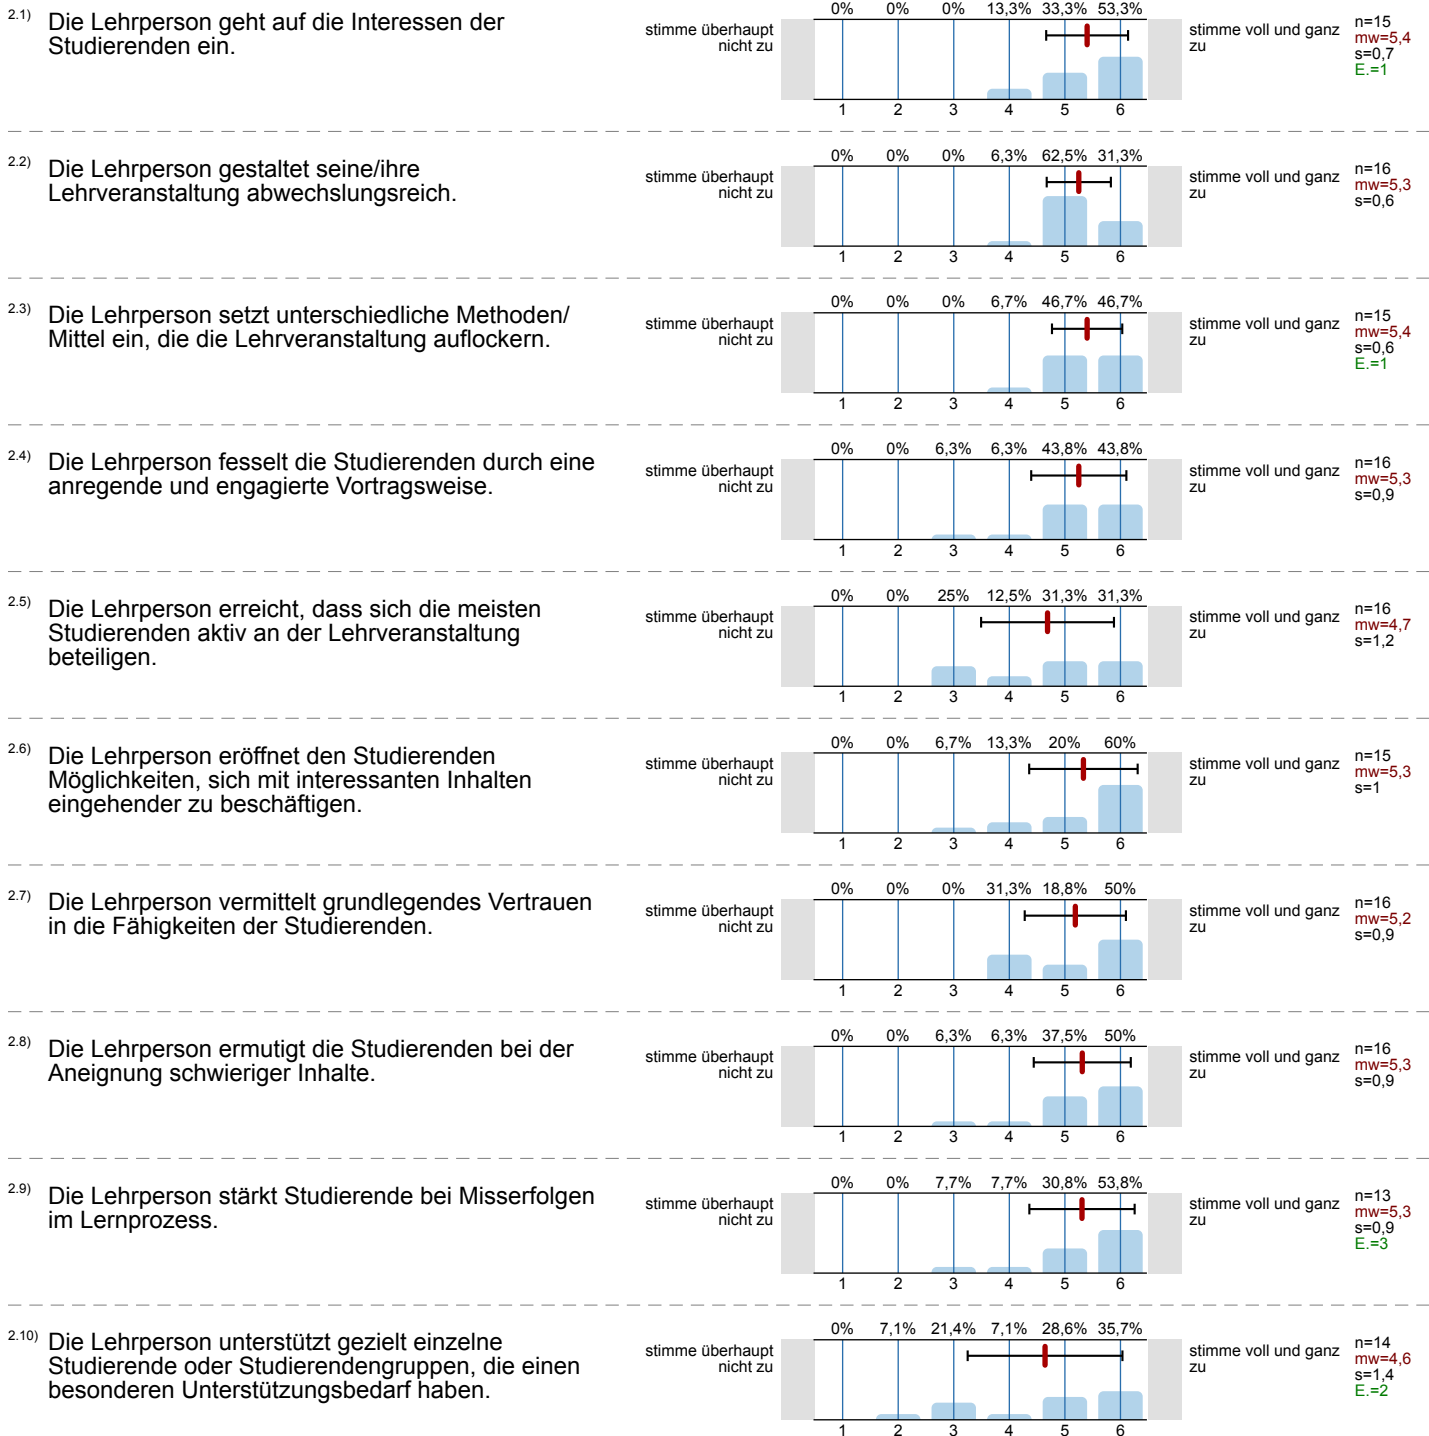 2.1) Die Lehrperson geht auf die Interessen der
Studierenden ein.
stimme überhaupt
nicht zu
0% 0% 0% 13,3% 33,3% 53,3%
1 2 3 4 5 6
stimme voll und ganz
zu
n=15
mw=5,4
s=0,7
E.=1
2.2) Die Lehrperson gestaltet seine/ihre
Lehrveranstaltung abwechslungsreich.
stimme überhaupt
nicht zu
0% 0% 0% 6,3% 62,5% 31,3%
1 2 3 4 5 6
stimme voll und ganz
zu
n=16
mw=5,3
s=0,6
2.3) Die Lehrperson setzt unterschiedliche Methoden/
Mittel ein, die die Lehrveranstaltung auflockern.
stimme überhaupt
nicht zu
0% 0% 0% 6,7% 46,7% 46,7%
1 2 3 4 5 6
stimme voll und ganz
zu
n=15
mw=5,4
s=0,6
E.=1
2.4) Die Lehrperson fesselt die Studierenden durch eine
anregende und engagierte Vortragsweise.
stimme überhaupt
nicht zu
0% 0% 6,3% 6,3% 43,8% 43,8%
1 2 3 4 5 6
stimme voll und ganz
zu
n=16
mw=5,3
s=0,9
2.5) Die Lehrperson erreicht, dass sich die meisten
Studierenden aktiv an der Lehrveranstaltung
beteiligen.
stimme überhaupt
nicht zu
0% 0% 25% 12,5% 31,3% 31,3%
1 2 3 4 5 6
stimme voll und ganz
zu
n=16
mw=4,7
s=1,2
2.6) Die Lehrperson eröffnet den Studierenden
Möglichkeiten, sich mit interessanten Inhalten
eingehender zu beschäftigen.
stimme überhaupt
nicht zu
0% 0% 6,7% 13,3% 20% 60%
1 2 3 4 5 6
stimme voll und ganz
zu
n=15
mw=5,3
s=1
2.7) Die Lehrperson vermittelt grundlegendes Vertrauen
in die Fähigkeiten der Studierenden.
stimme überhaupt
nicht zu
0% 0% 0% 31,3% 18,8% 50%
1 2 3 4 5 6
stimme voll und ganz
zu
n=16
mw=5,2
s=0,9
2.8) Die Lehrperson ermutigt die Studierenden bei der
Aneignung schwieriger Inhalte.
stimme überhaupt
nicht zu
0% 0% 6,3% 6,3% 37,5% 50%
1 2 3 4 5 6
stimme voll und ganz
zu
n=16
mw=5,3
s=0,9
2.9) Die Lehrperson stärkt Studierende bei Misserfolgen
im Lernprozess.
stimme überhaupt
nicht zu
0% 0% 7,7% 7,7% 30,8% 53,8%
1 2 3 4 5 6
stimme voll und ganz
zu
n=13
mw=5,3
s=0,9
E.=3
2.10) Die Lehrperson unterstützt gezielt einzelne
Studierende oder Studierendengruppen, die einen
besonderen Unterstützungsbedarf haben.
stimme überhaupt
nicht zu
0% 7,1% 21,4% 7,1% 28,6% 35,7%
1 2 3 4 5 6
stimme voll und ganz
zu
n=14
mw=4,6
s=1,4
E.=2